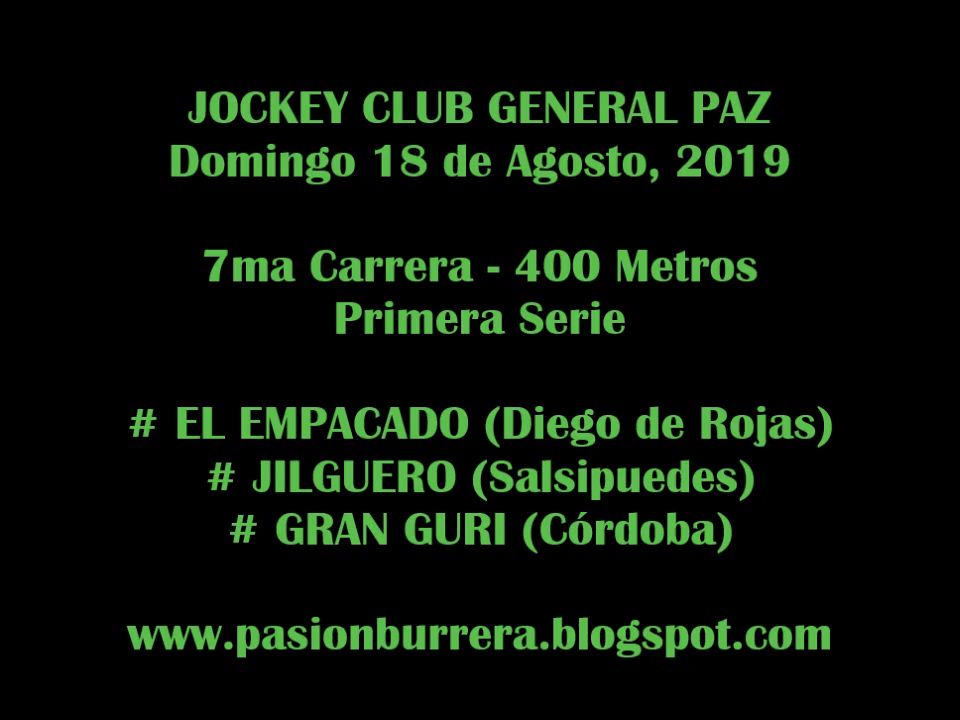 JOCKEY CLUB GENERAL PAZ
Domingo 18 de Agosto, 2019
7ma Carrera - 400 Metros
Primera Serie
# EL EMPACADO (Diego de Rojas)
# JILGUERO (Salsipuedes)
# GRAN GURI (Córdoba)
www.pasionburrera.blogspot.com